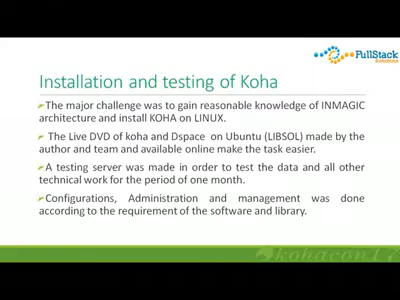 FullStack
Solutions
Installation and testing of Koha
The major challenge was to gain reasonable knowledge of INMAGIC
architecture and install KOHA on LINUX.
The Live DVD of koha and Dspace on Ubuntu (LIBSOL) made by the
author and team and available online make the task easier.
A testing server was made in order to test the data and all other
technical work for the period of one month.
Configurations, Administration and management was done
according to the requirement of the software and library.
kohacon17